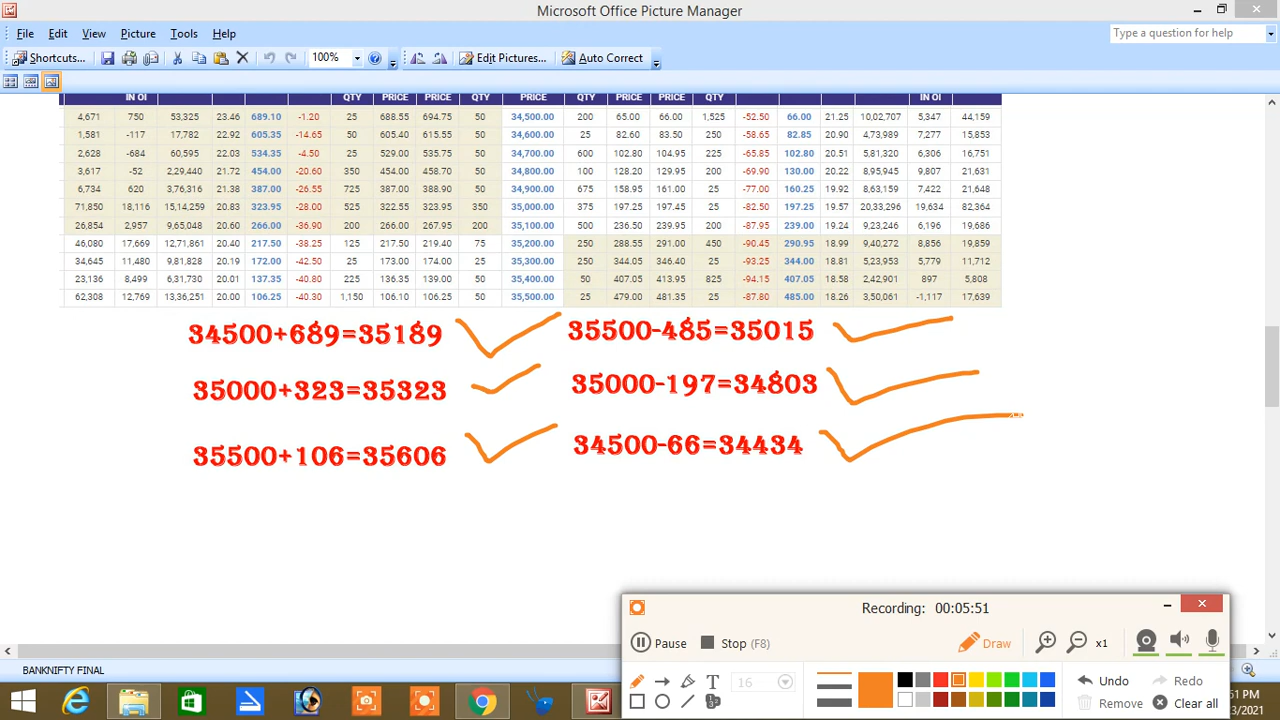 Microsoft Office Picture Manager
File Edit View Picture Tools Help
Type a question for help
Shortcuts... 100% Edit Pictures... Auto Correct
IN OI QTY PRICE PRICE QTY PRICE QTY PRICE PRICE QTY IN OI
4,671 750 53,325 23.46 689.10 -1.20 25 688.55 694.75 50 34,500.00 200 65.00 66.00 1,525 -52.50 66.00 21.25 10,02,707 5,347 44,159
1,581 -117 17,782 22.92 605.35 -14.65 50 605.40 615.55 50 34,600.00 25 82.60 83.50 250 -58.65 82.85 20.90 4,73,989 7,277 15,853
2,628 -684 60,595 22.03 534.35 -4.50 25 529.00 535.75 50 34,700.00 600 102.80 104.95 225 -65.85 102.80 20.51 5,81,320 6,306 16,751
3,617 -52 2,29,440 21.72 454.00 -20.60 350 454.00 458.70 50 34,800.00 100 128.20 129.95 200 -69.90 130.00 20.22 8,95,945 9,807 21,631
6,734 620 3,76,316 21.38 387.00 -26.55 725 387.00 388.90 50 34,900.00 675 158.95 161.00 25 -77.00 160.25 19.92 8,63,159 7,422 21,648
71,850 18,116 15,14,259 20.83 323.95 -28.00 525 322.55 323.95 350 35,000.00 375 197.25 197.45 25 -82.50 197.25 19.57 20,33,296 19,634 82,364
26,854 2,957 9,65,048 20.60 266.00 -36.90 200 266.00 267.95 200 35,100.00 500 236.50 239.95 200 -87.95 239.00 19.24 9,23,246 6,196 19,686
46,080 17,669 12,71,861 20.40 217.50 -38.25 125 217.50 219.40 75 35,200.00 250 288.55 291.00 450 -90.45 290.95 18.99 9,40,272 8,856 19,859
34,645 11,480 9,81,828 20.19 172.00 -42.50 25 173.00 174.00 25 35,300.00 250 344.05 346.40 25 -93.25 344.00 18.81 5,23,953 5,779 11,712
23,136 8,499 6,31,730 20.01 137.35 -40.80 225 136.35 139.00 50 35,400.00 50 407.05 413.95 825 -94.15 407.05 18.58 2,42,901 897 5,808
62,308 12,769 13,36,251 20.00 106.25 -40.30 1,150 106.10 106.25 50 35,500.00 25 479.00 481.35 25 -87.80 485.00 18.26 3,50,061 -1,117 17,639
34500+689=35189 35500-485=35015
35000+323=35323 35000-197=34803
35500+106=35606 34500-66=34434
Recording: 00:05:51
Pause Stop (F8) Draw x1
T 16 Undo Redo
Remove Clear all
BANKNIFTY FINAL